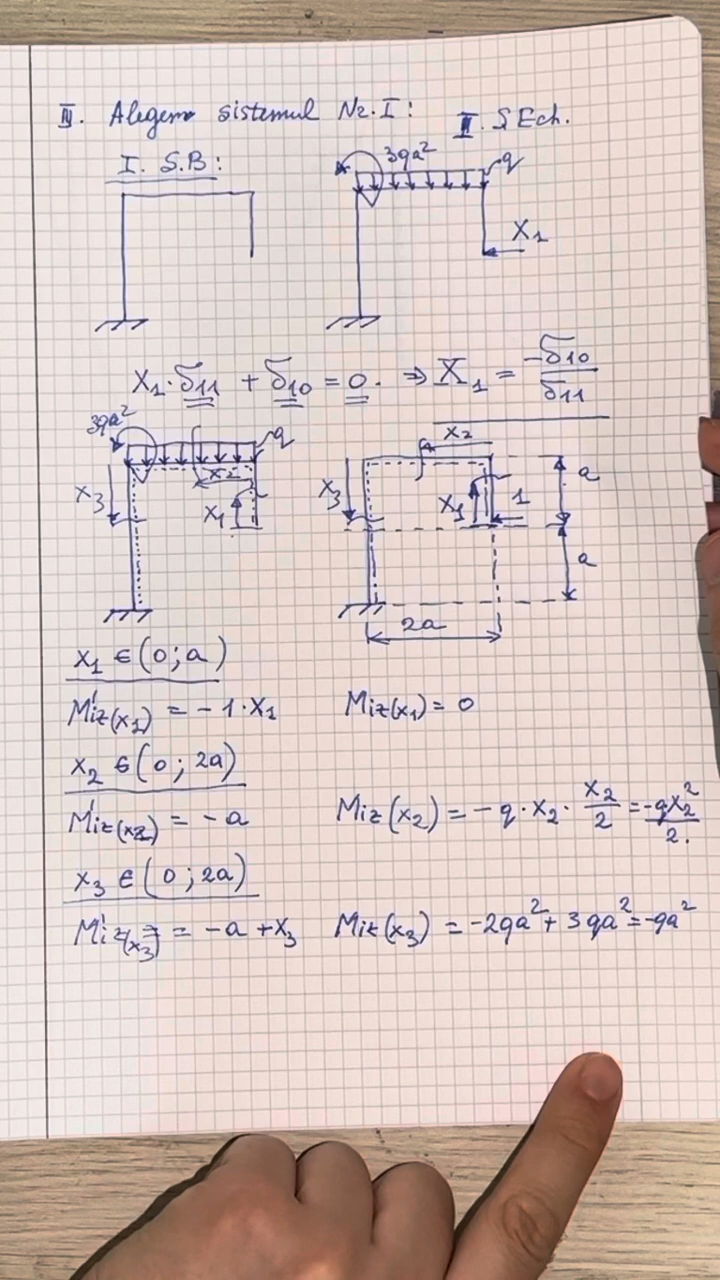 IV. Alegem sistemul Nr. I: II. S Ech.
I. S.B:
3qa² q
X₁
X₁·δ₁₁ + δ₁₀ = 0. ⇒ X₁ = -δ₁₀/δ₁₁
3qa² q x₂
x₃ x₂ x₁ x₃ x₁ 1 a
a
2a
x₁ ∈ (0; a)
M'iz(x₁) = -1·x₁ Miz(x₁) = 0
x₂ ∈ (0; 2a)
M'iz(x₂) = -a Miz(x₂) = -q·x₂·x₂/2 = -qx₂²/2.
x₃ ∈ (0; 2a)
M'iz(x₃) = = -a + x₃ Miz(x₃) = -2qa² + 3qa² = -qa²